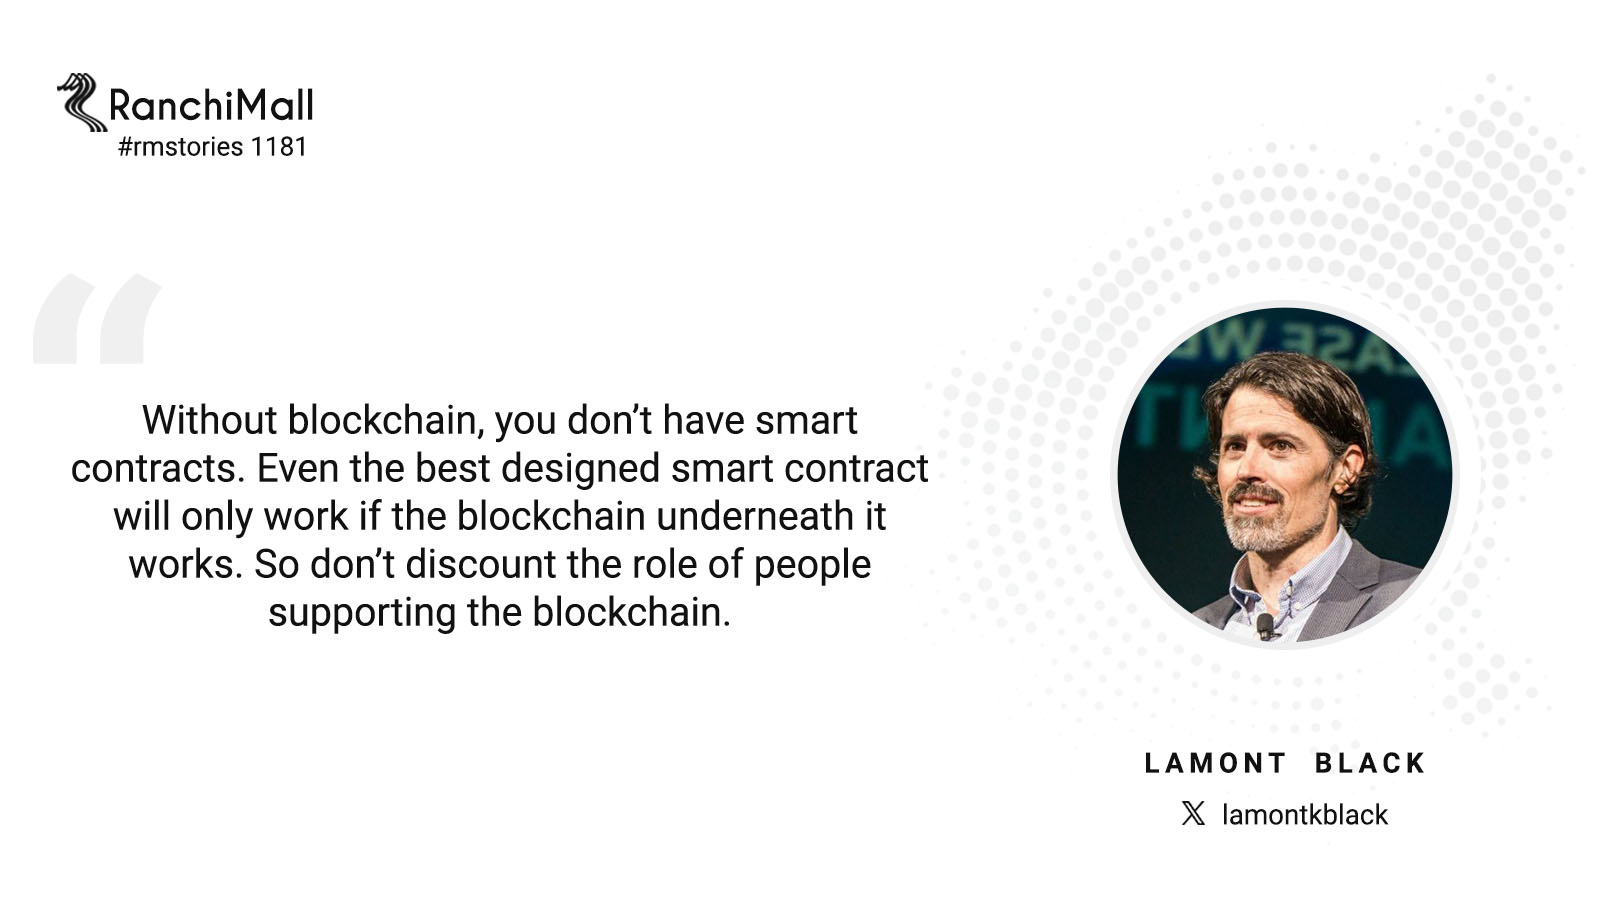 RanchiMall
#rmstories 1181
“
Without blockchain, you don’t have smart
contracts. Even the best designed smart contract
will only work if the blockchain underneath it
works. So don’t discount the role of people
supporting the blockchain.
LAMONT BLACK
𝕏 lamontkblack